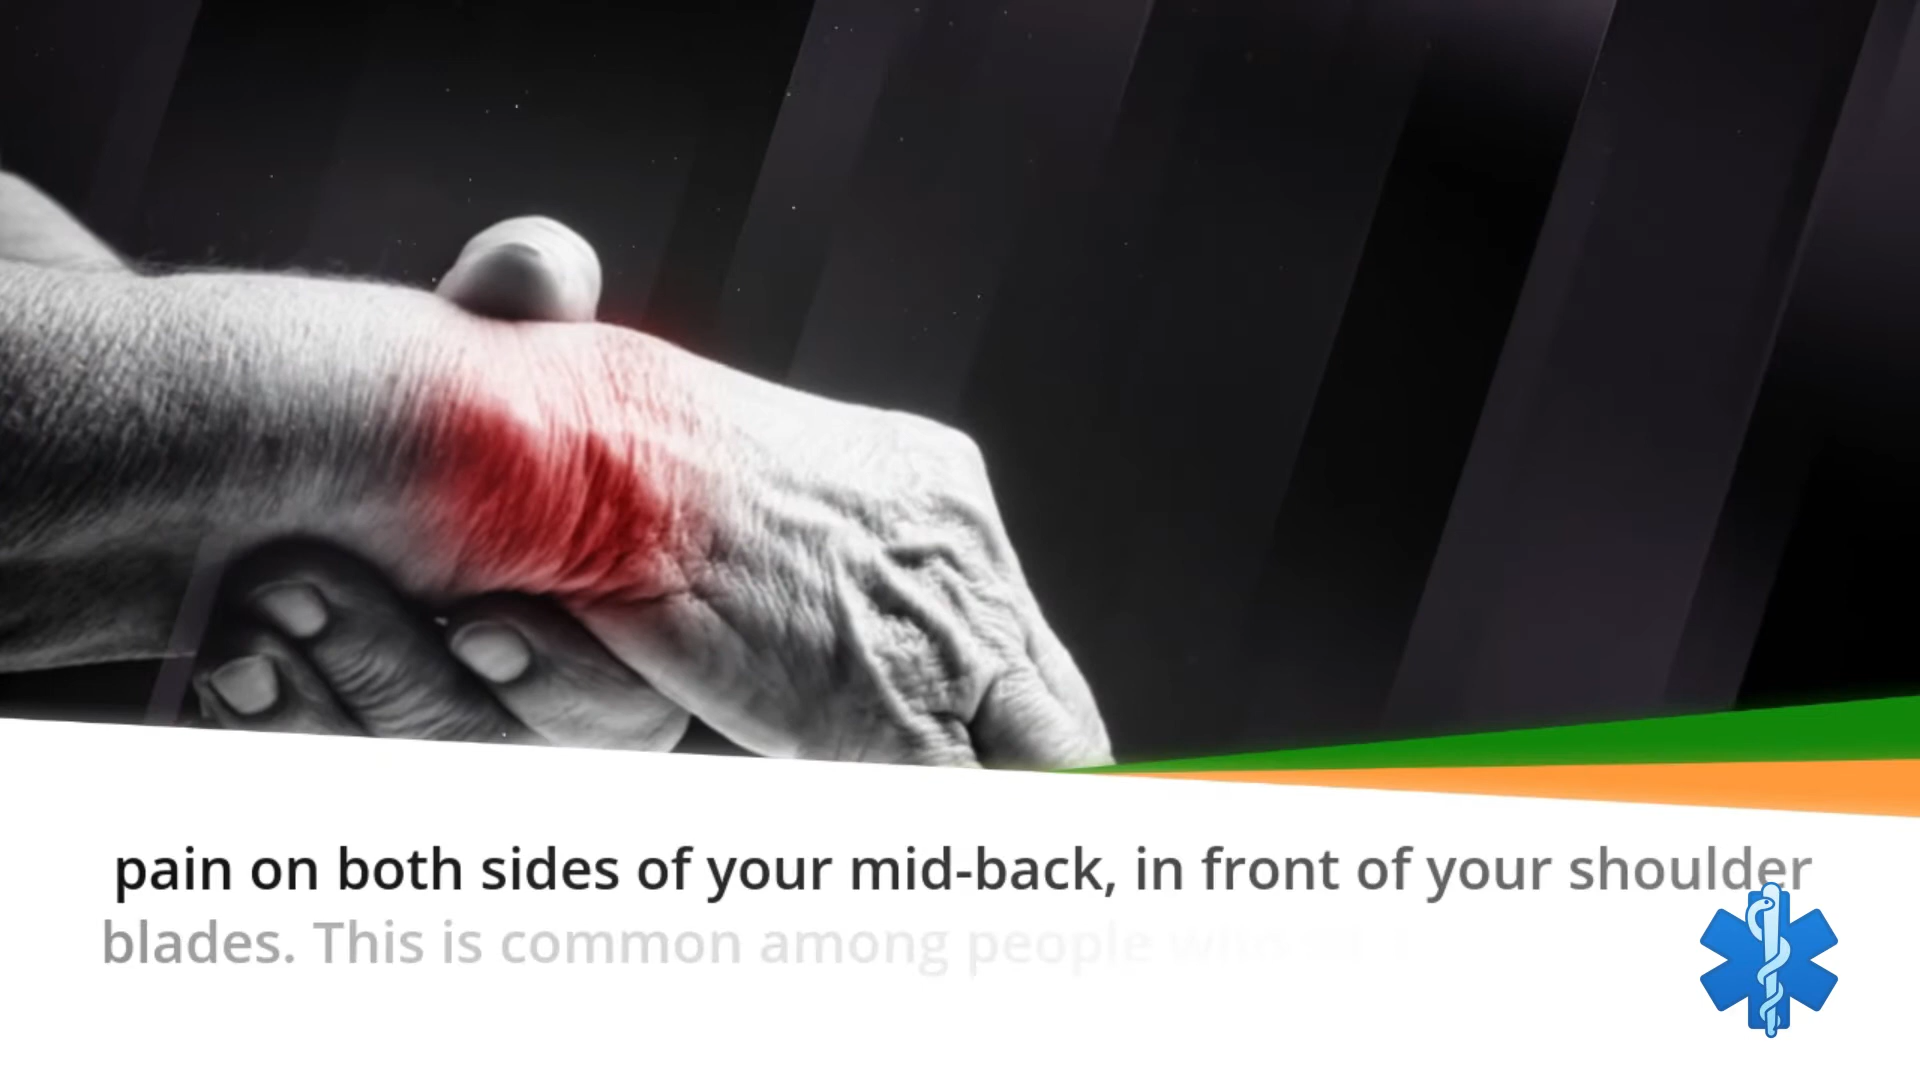 pain on both sides of your mid-back, in front of your shoulder
blades. This is common among people who